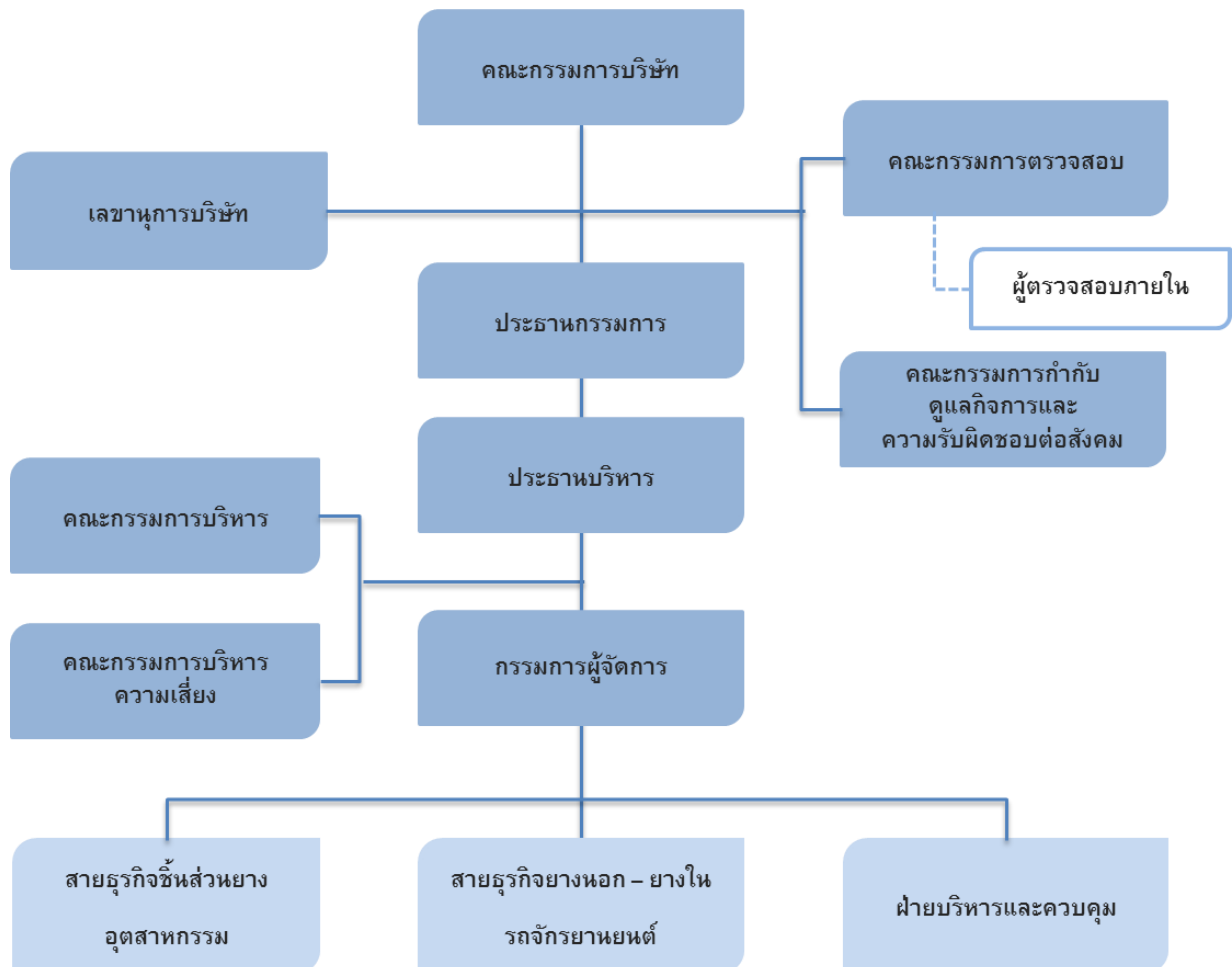 คณะกรรมการบริษัท
คณะกรรมการตรวจสอบ
เลขานุการบริษัท
ผู้ตรวจสอบภายใน
ประธานกรรมการ
คณะกรรมการกำกับ
ดูแลกิจการและ
ความรับผิดชอบต่อสังคม
ประธานบริหาร
คณะกรรมการบริหาร
คณะกรรมการบริหาร
ความเสี่ยง
กรรมการผู้จัดการ
สายธุรกิจชิ้นส่วนยาง
อุตสาหกรรม
สายธุรกิจยางนอก – ยางใน
รถจักรยานยนต์
ฝ่ายบริหารและควบคุม